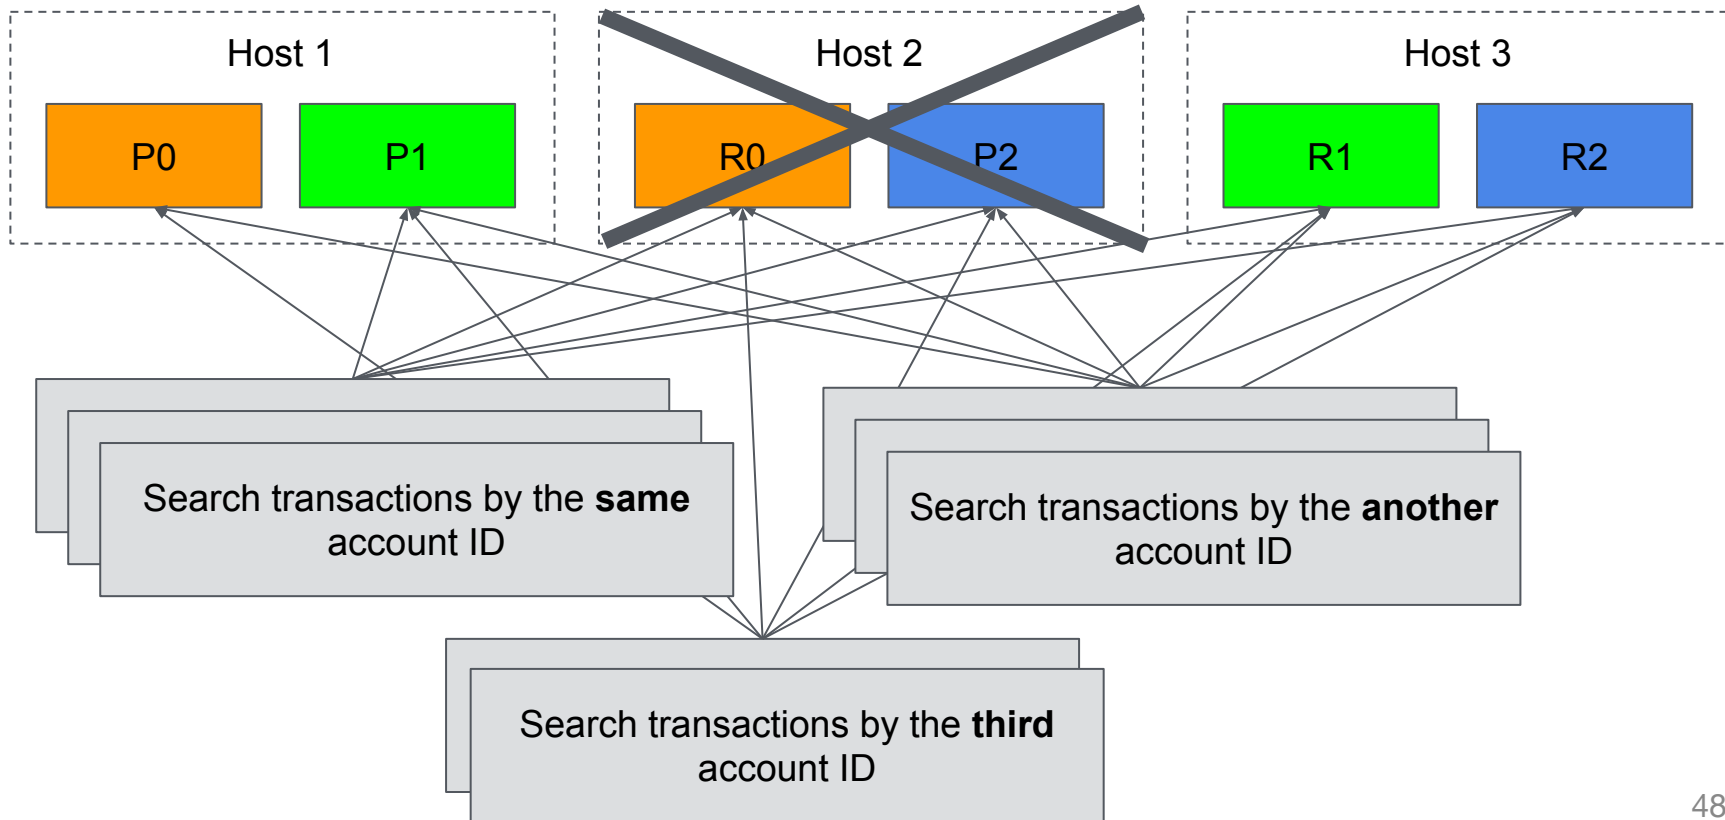 Host 1
Host 2
Host 3
P0
P1
R0
P2
R1
R2
Search transactions by the same
account ID
Search transactions by the another
account ID
Search transactions by the third
account ID
48